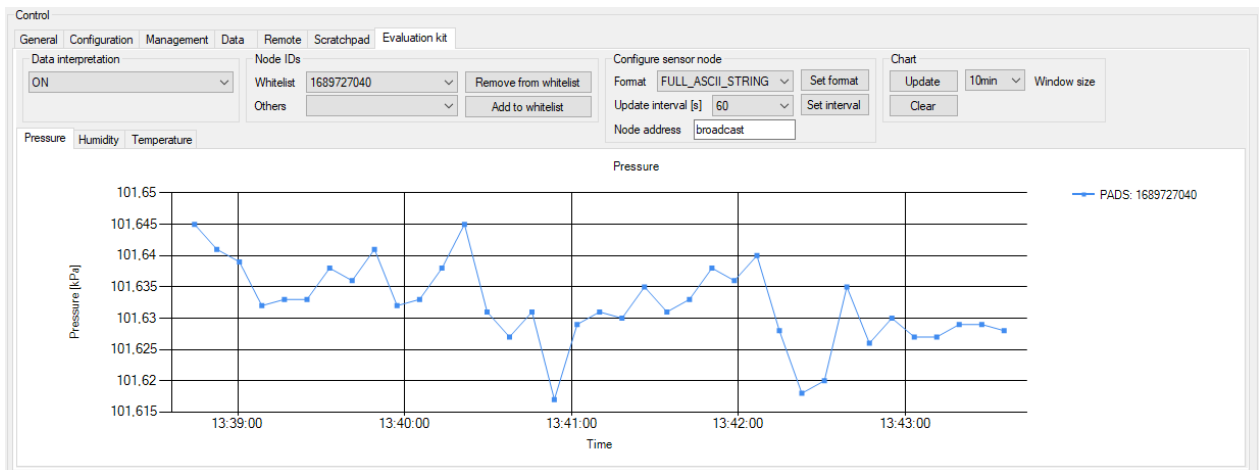 Control
General Configuration Management Data Remote Scratchpad Evaluation kit
Data interpretation
ON
Node IDs
Whitelist 1689727040 Remove from whitelist
Others Add to whitelist
Configure sensor node
Format FULL_ASCII_STRING Set format
Update interval [s] 60 Set interval
Node address broadcast
Chart
Update 10min Window size
Clear
Pressure Humidity Temperature
Pressure
101,65
101,645
101,64
101,635
101,63
101,625
101,62
101,615
Pressure [kPa]
13:39:00 13:40:00 13:41:00 13:42:00 13:43:00
Time
PADS: 1689727040